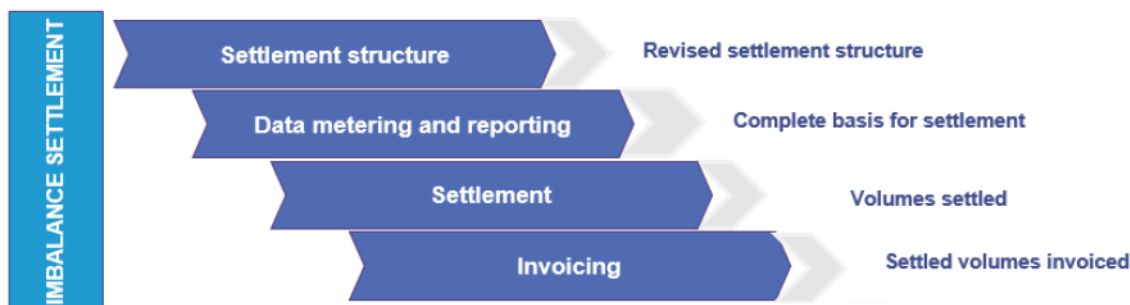 IMBALANCE SETTLEMENT
Settlement structure
Revised settlement structure
Data metering and reporting
Complete basis for settlement
Settlement
Volumes settled
Invoicing
Settled volumes invoiced